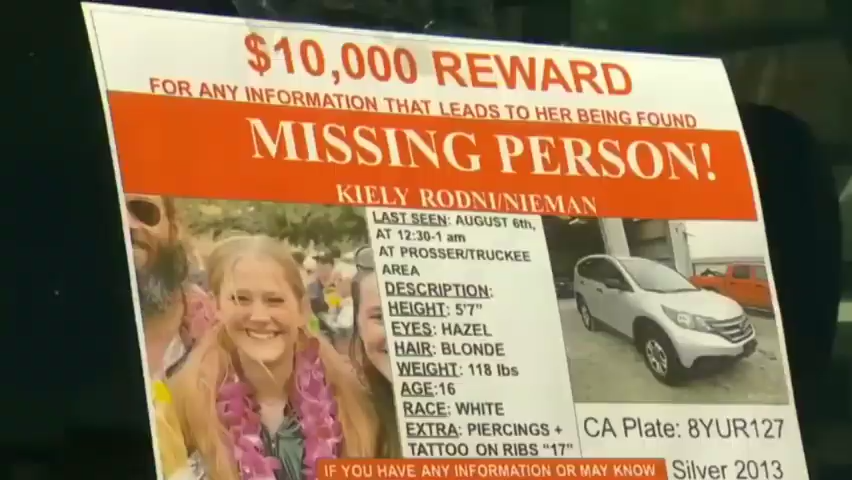 $10,000 REWARD
FOR ANY INFORMATION THAT LEADS TO HER BEING FOUND
MISSING PERSON!
KIELY RODNI/NIEMAN
LAST SEEN: AUGUST 6th,
AT 12:30-1 am
AT PROSSER/TRUCKEE
AREA
DESCRIPTION:
HEIGHT: 5'7"
EYES: HAZEL
HAIR: BLONDE
WEIGHT: 118 lbs
AGE:16
RACE: WHITE
EXTRA: PIERCINGS +
TATTOO ON RIBS "17"
CA Plate: 8YUR127
Silver 2013
IF YOU HAVE ANY INFORMATION OR MAY KNOW